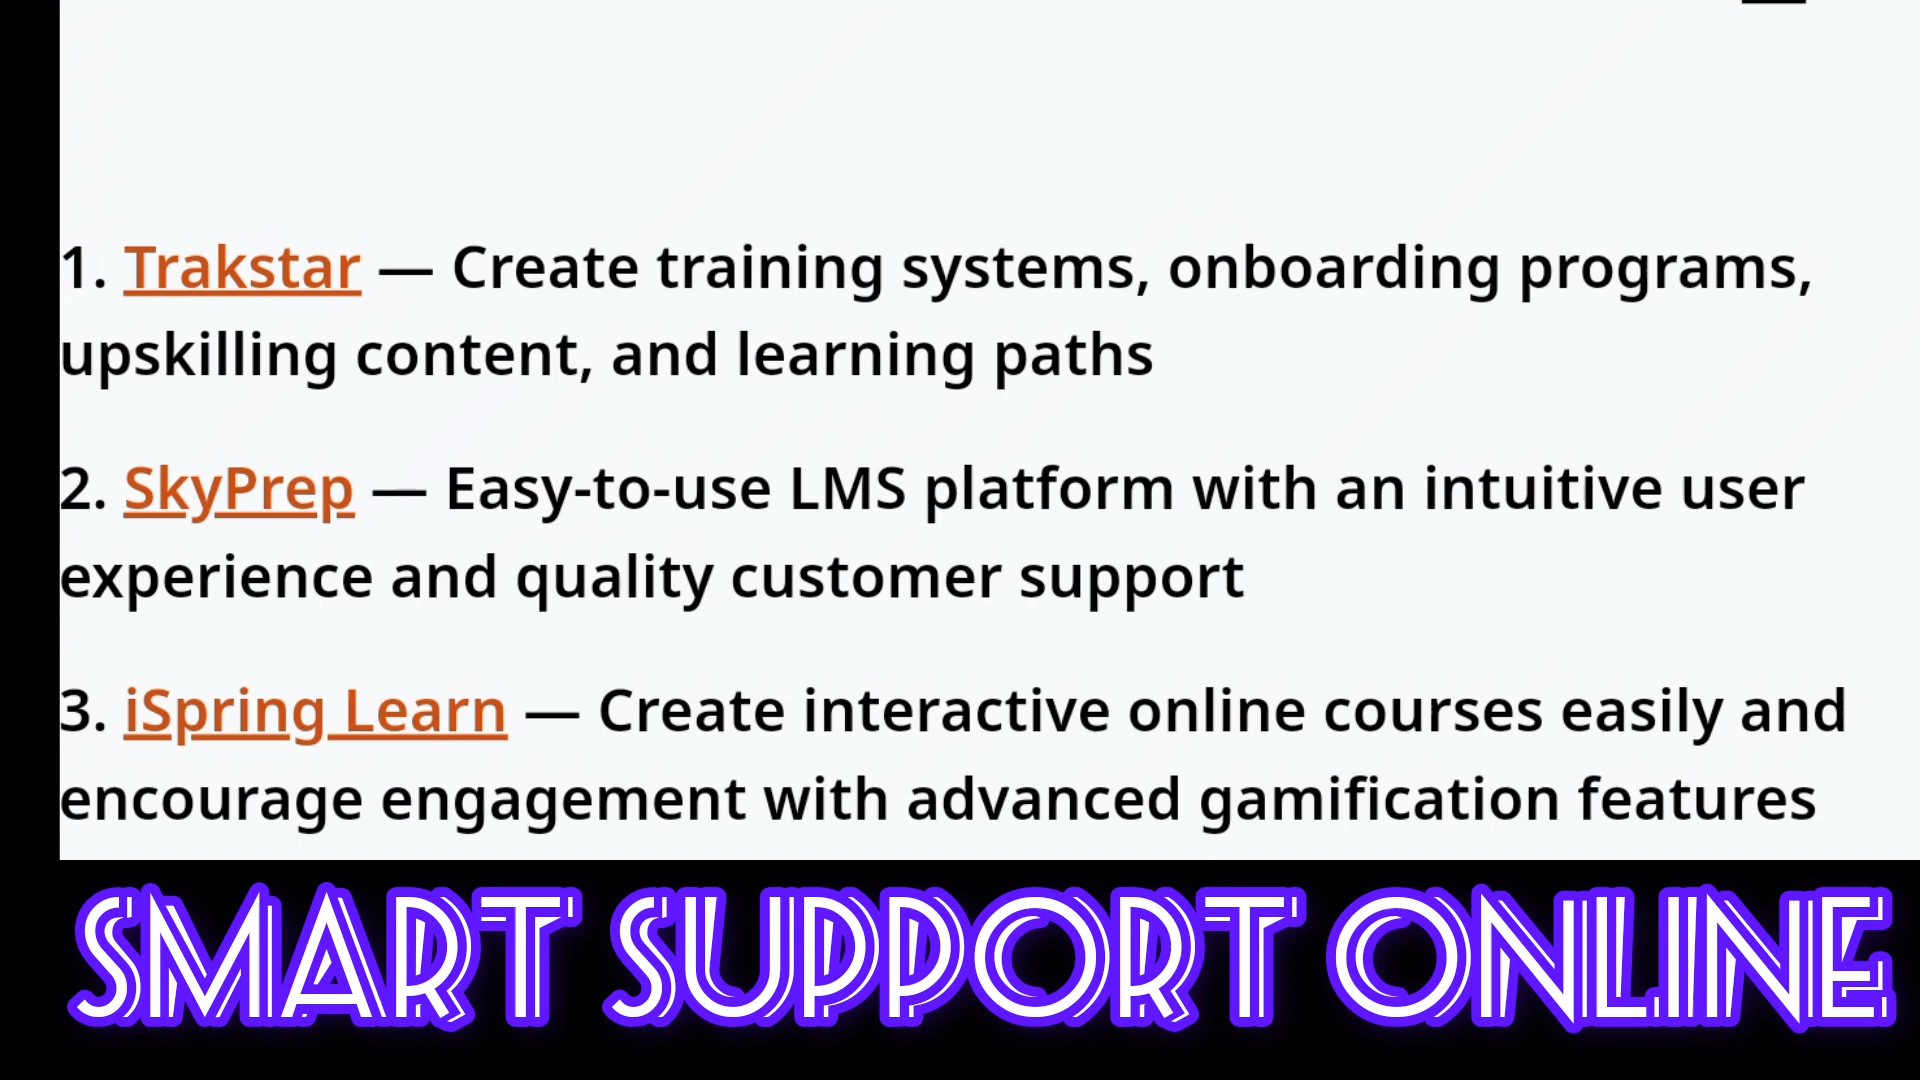 1. Trakstar — Create training systems, onboarding programs,
upskilling content, and learning paths
2. SkyPrep — Easy-to-use LMS platform with an intuitive user
experience and quality customer support
3. iSpring Learn — Create interactive online courses easily and
encourage engagement with advanced gamification features
SMART SUPPORT ONLINE